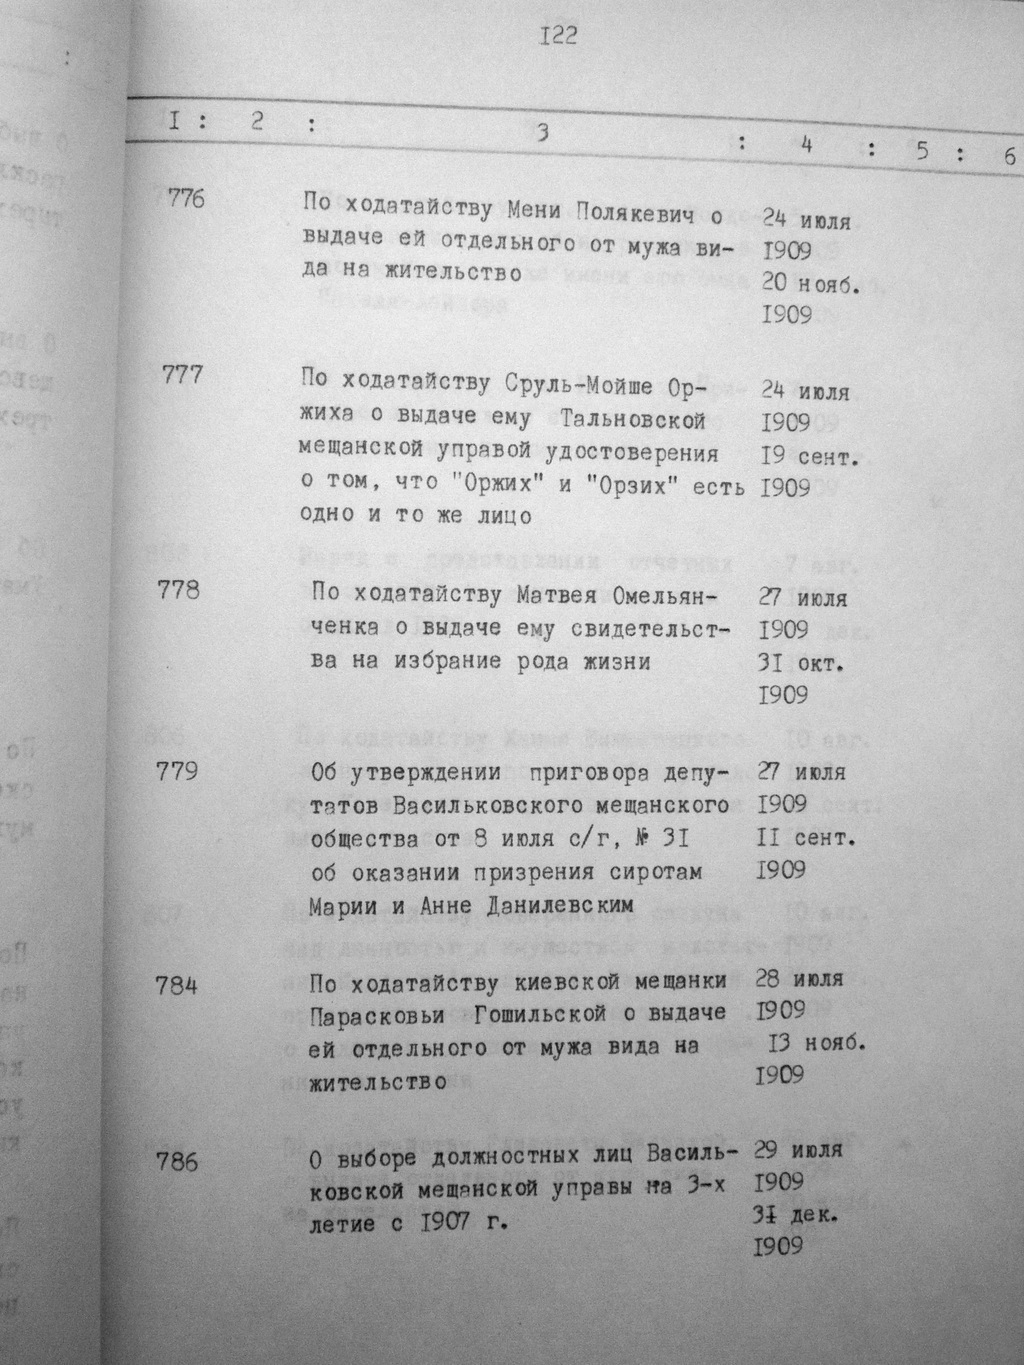 I22
I : 2 : 3 : 4 : 5 : 6
776 По ходатайству Мени Полякевич о 24 июля
выдаче ей отдельного от мужа ви- I909
да на жительство 20 нояб.
I909
777 По ходатайству Сруль-Мойше Ор- 24 июля
жиха о выдаче ему Тальновской I909
мещанской управой удостоверения I9 сент.
о том, что "Оржих" и "Орзих" есть I909
одно и то же лицо
778 По ходатайству Матвея Омельян- 27 июля
ченка о выдаче ему свидетельст- I909
ва на избрание рода жизни 3I окт.
I909
779 Об утверждении приговора депу- 27 июля
татов Васильковского мещанского I909
общества от 8 июля с/г, № 3I II сент.
об оказании призрения сиротам I909
Марии и Анне Данилевским
784 По ходатайству киевской мещанки 28 июля
Парасковьи Гошильской о выдаче I909
ей отдельного от мужа вида на I3 нояб.
жительство I909
786 О выборе должностных лиц Василь- 29 июля
ковской мещанской управы на 3-х I909
летие с I907 г. 3I дек.
I909